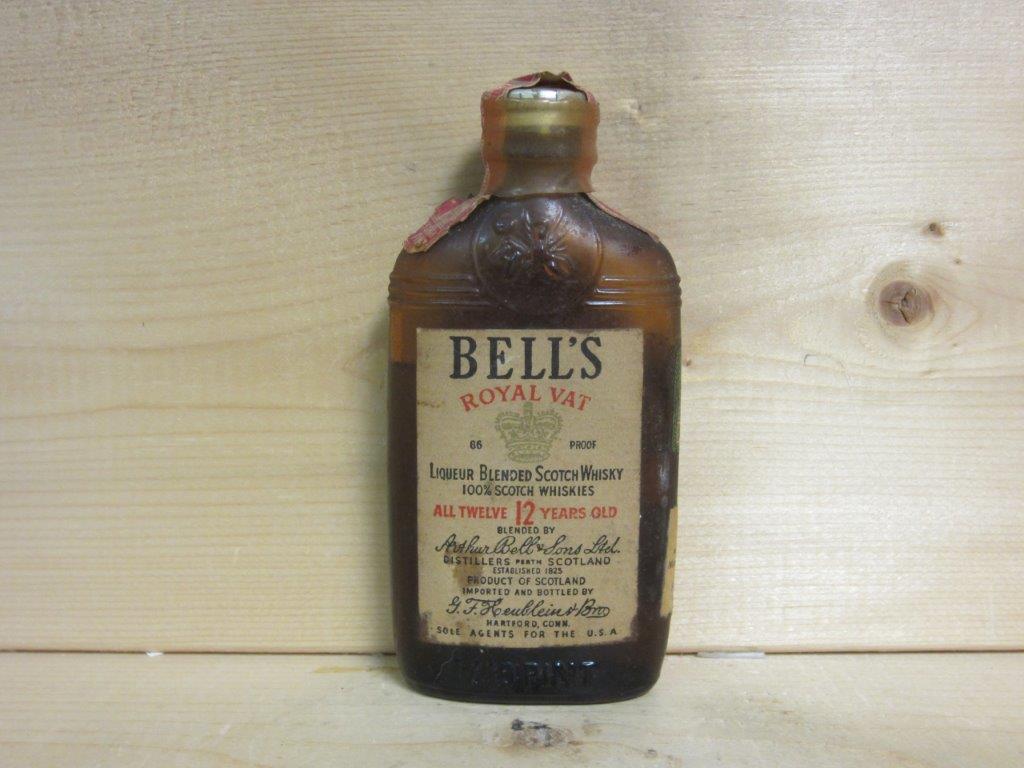 BELL'S
ROYAL VAT
86 PROOF
LIQUEUR BLENDED SCOTCH WHISKY
100% SCOTCH WHISKIES
ALL TWELVE 12 YEARS OLD
BLENDED BY
Arthur Bell & Sons Ltd.
DISTILLERS PERTH SCOTLAND
ESTABLISHED 1825
PRODUCT OF SCOTLAND
IMPORTED AND BOTTLED BY
G. F. Heublein & Bro
HARTFORD, CONN.
SOLE AGENTS FOR THE U.S.A
PINT